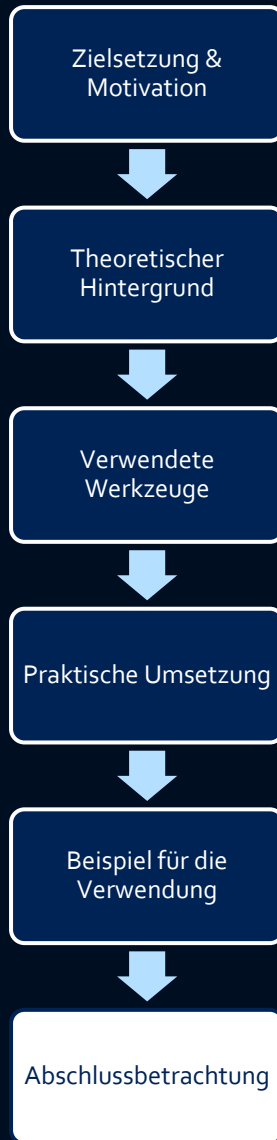 Zielsetzung &
Motivation
Theoretischer
Hintergrund
Verwendete
Werkzeuge
Praktische Umsetzung
Beispiel für die
Verwendung
Abschlussbetrachtung